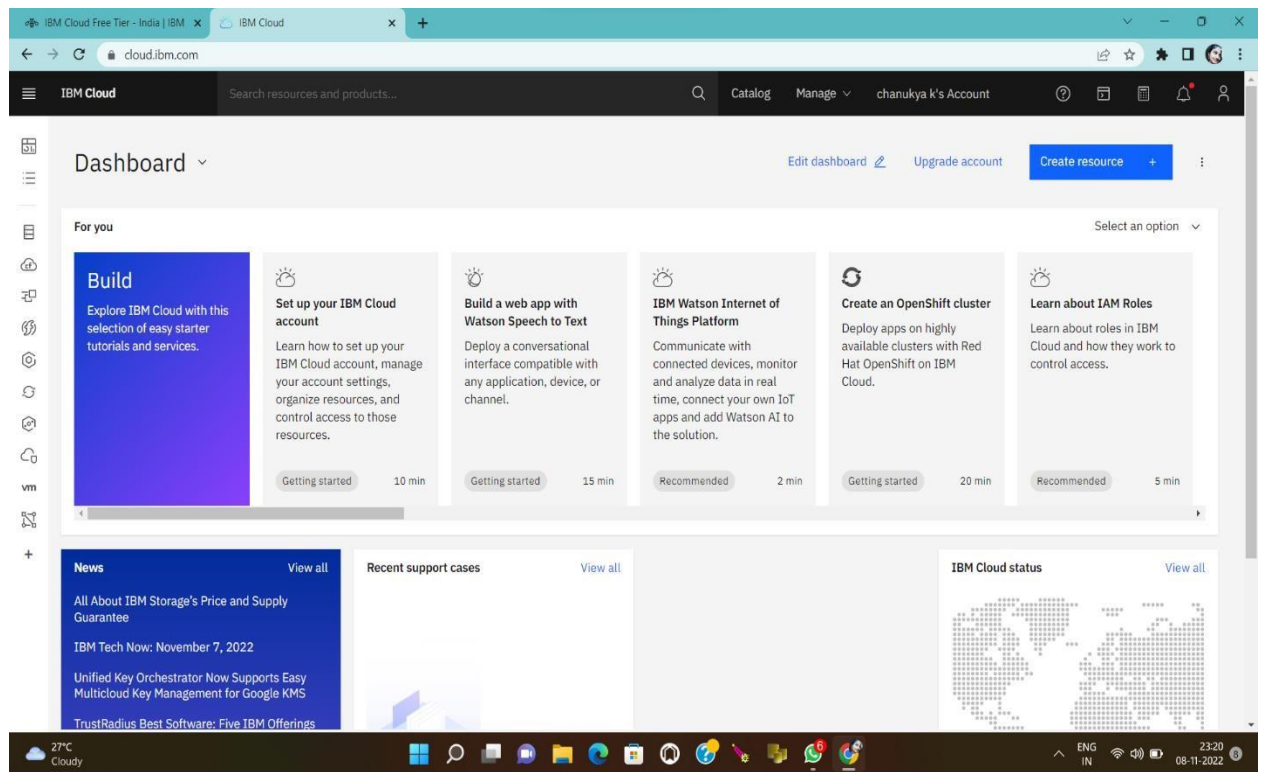 IBM Cloud Free Tier - India | IBM
IBM Cloud
cloud.ibm.com
IBM Cloud
Search resources and products...
Catalog
Manage
chanukya k's Account
Dashboard
Edit dashboard
Upgrade account
Create resource +
For you
Select an option
Build
Explore IBM Cloud with this
selection of easy starter
tutorials and services.
Set up your IBM Cloud
account
Learn how to set up your
IBM Cloud account, manage
your account settings,
organize resources, and
control access to those
resources.
Getting started
10 min
Build a web app with
Watson Speech to Text
Deploy a conversational
interface compatible with
any application, device, or
channel.
Getting started
15 min
IBM Watson Internet of
Things Platform
Communicate with
connected devices, monitor
and analyze data in real
time, connect your own IoT
apps and add Watson AI to
the solution.
Recommended
2 min
Create an OpenShift cluster
Deploy apps on highly
available clusters with Red
Hat OpenShift on IBM
Cloud.
Getting started
20 min
Learn about IAM Roles
Learn about roles in IBM
Cloud and how they work to
control access.
Recommended
5 min
vm
News
View all
All About IBM Storage's Price and Supply
Guarantee
IBM Tech Now: November 7, 2022
Unified Key Orchestrator Now Supports Easy
Multicloud Key Management for Google KMS
TrustRadius Best Software: Five IBM Offerings
Recent support cases
View all
IBM Cloud status
View all
27°C
Cloudy
6
ENG
IN
23:20
08-11-2022
8